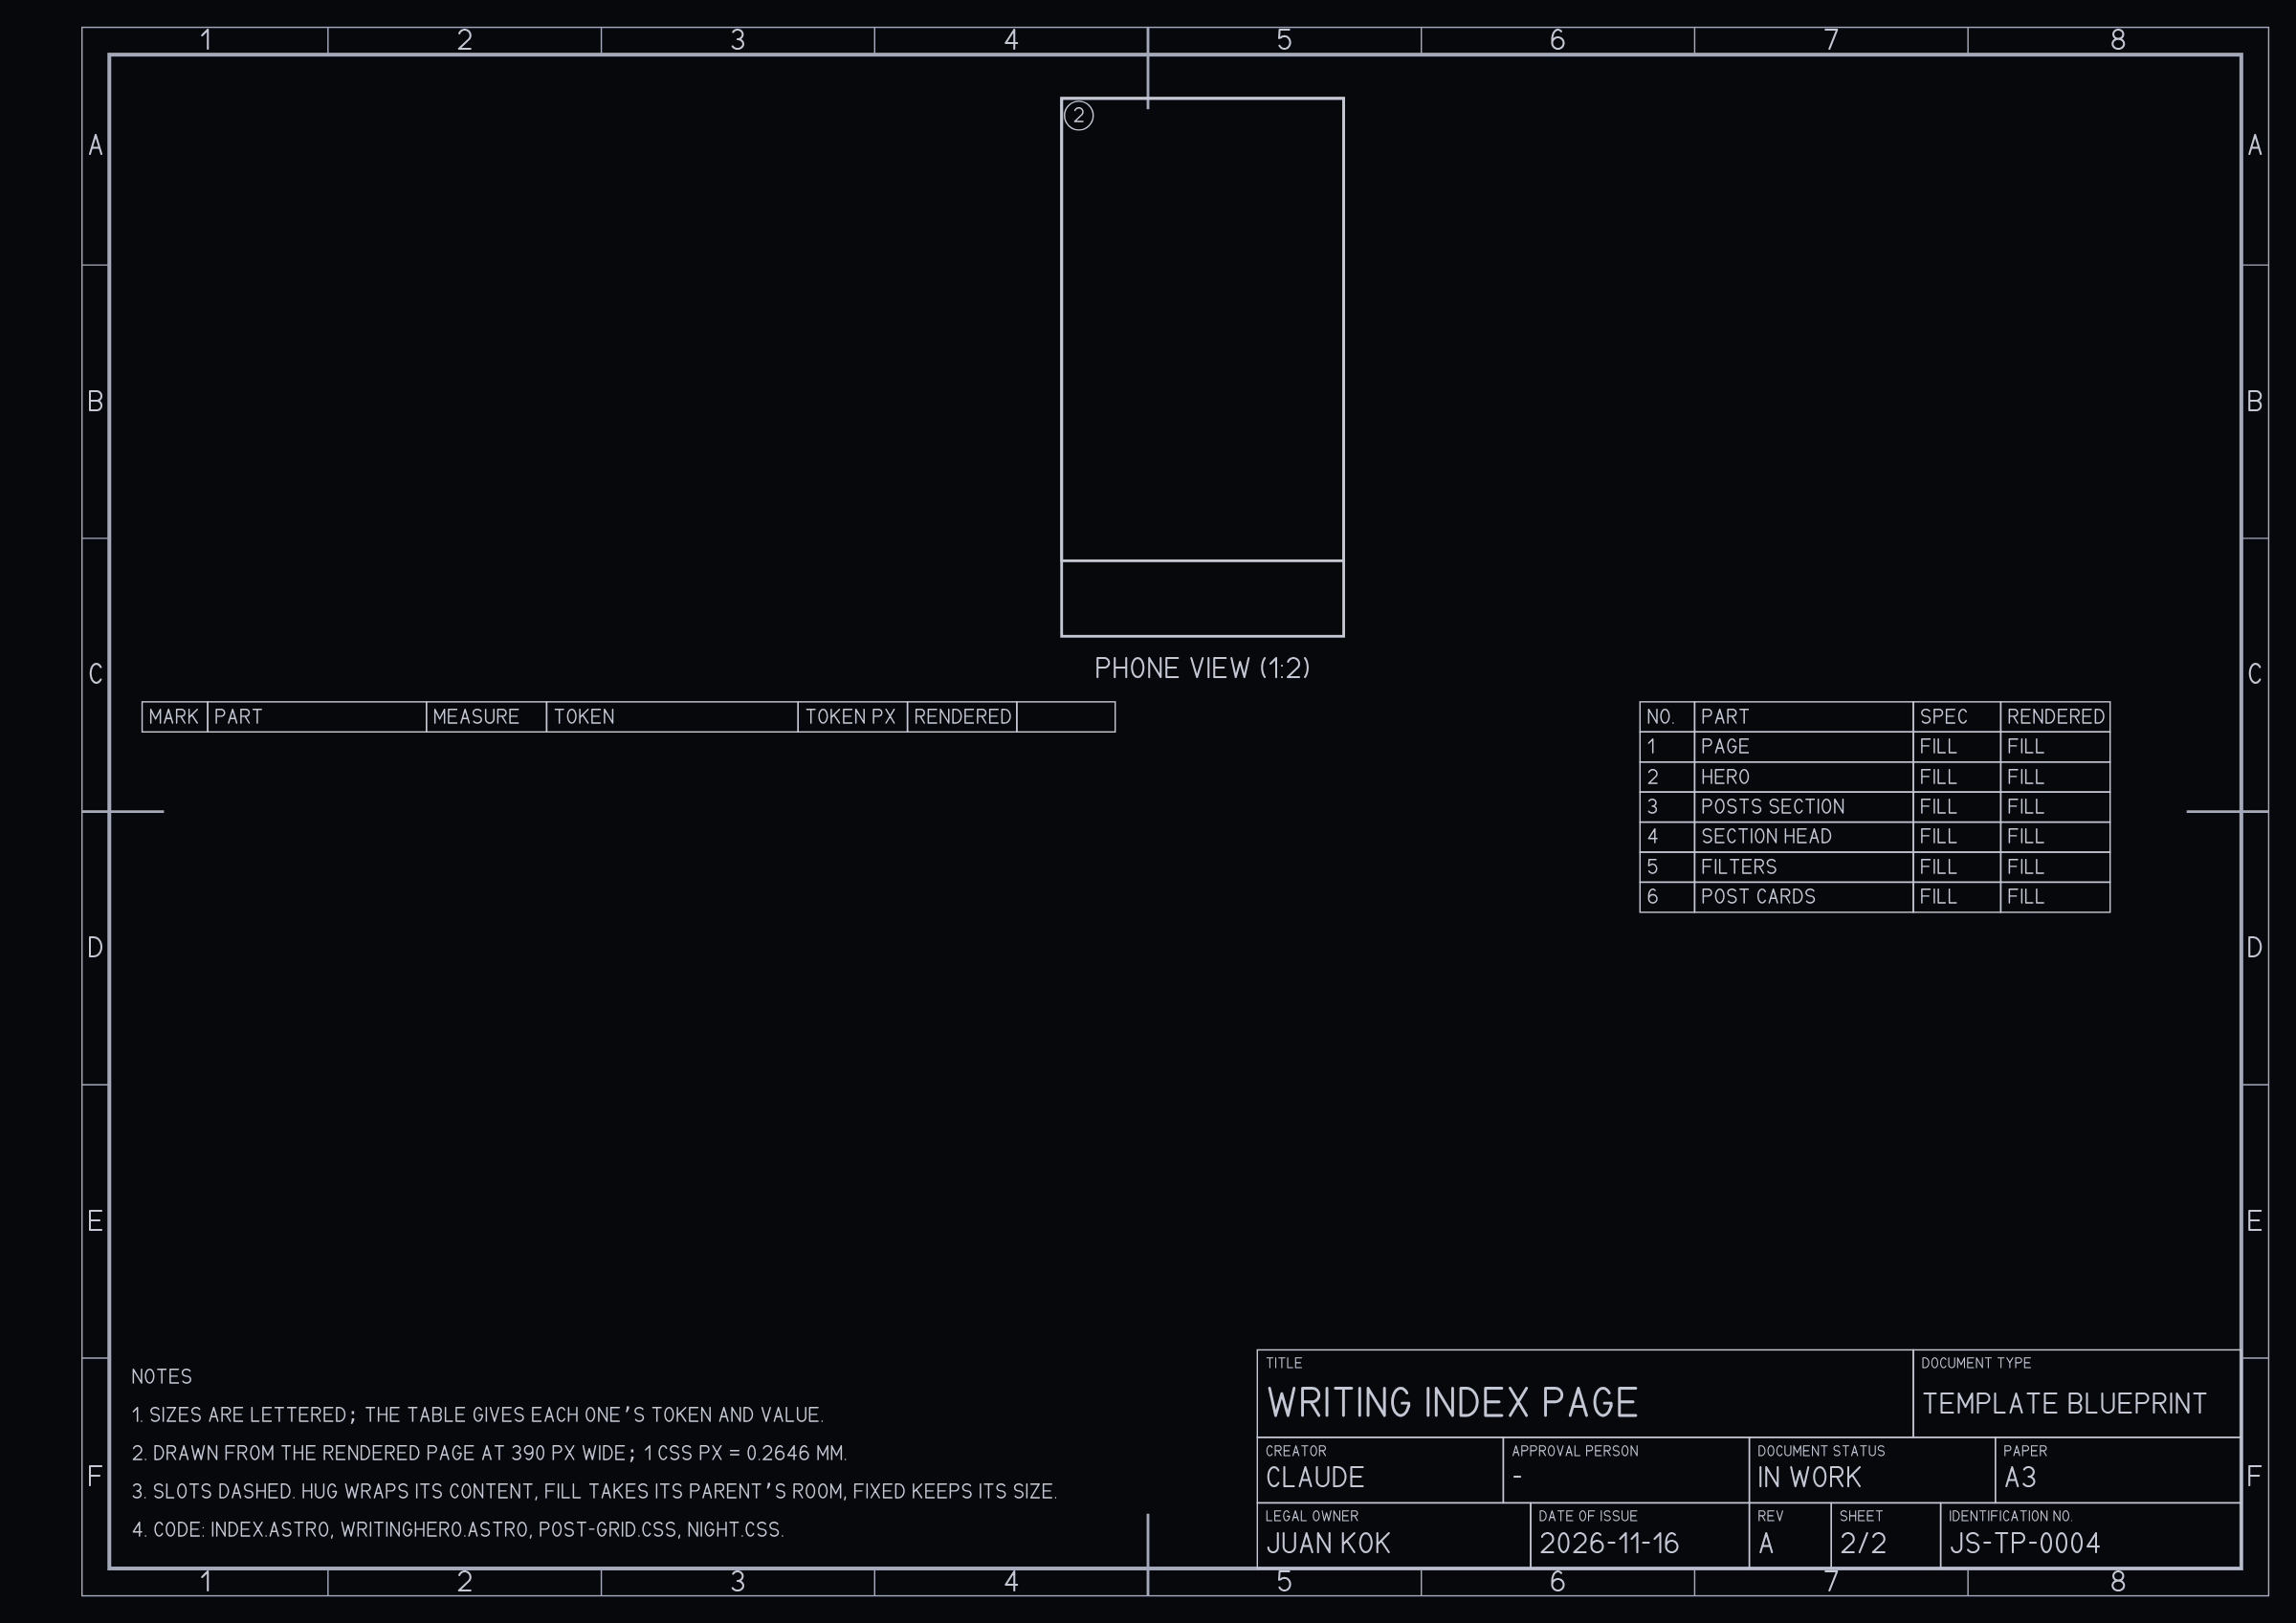 1 2 3 4 5 6 7 8
A A
2
B B
C C
PHONE VIEW (1:2)
MARK PART MEASURE TOKEN TOKEN PX RENDERED
NO. PART SPEC RENDERED
1 PAGE FILL FILL
2 HERO FILL FILL
3 POSTS SECTION FILL FILL
4 SECTION HEAD FILL FILL
5 FILTERS FILL FILL
6 POST CARDS FILL FILL
D D
E E
F F
NOTES
1. SIZES ARE LETTERED; THE TABLE GIVES EACH ONE'S TOKEN AND VALUE.
2. DRAWN FROM THE RENDERED PAGE AT 390 PX WIDE; 1 CSS PX = 0.2646 MM.
3. SLOTS DASHED. HUG WRAPS ITS CONTENT, FILL TAKES ITS PARENT'S ROOM, FIXED KEEPS ITS SIZE.
4. CODE: INDEX.ASTRO, WRITINGHERO.ASTRO, POST-GRID.CSS, NIGHT.CSS.
TITLE
WRITING INDEX PAGE
DOCUMENT TYPE
TEMPLATE BLUEPRINT
CREATOR
CLAUDE
APPROVAL PERSON
-
DOCUMENT STATUS
IN WORK
PAPER
A3
LEGAL OWNER
JUAN KOK
DATE OF ISSUE
2026-11-16
REV
A
SHEET
2/2
IDENTIFICATION NO.
JS-TP-0004
1 2 3 4 5 6 7 8